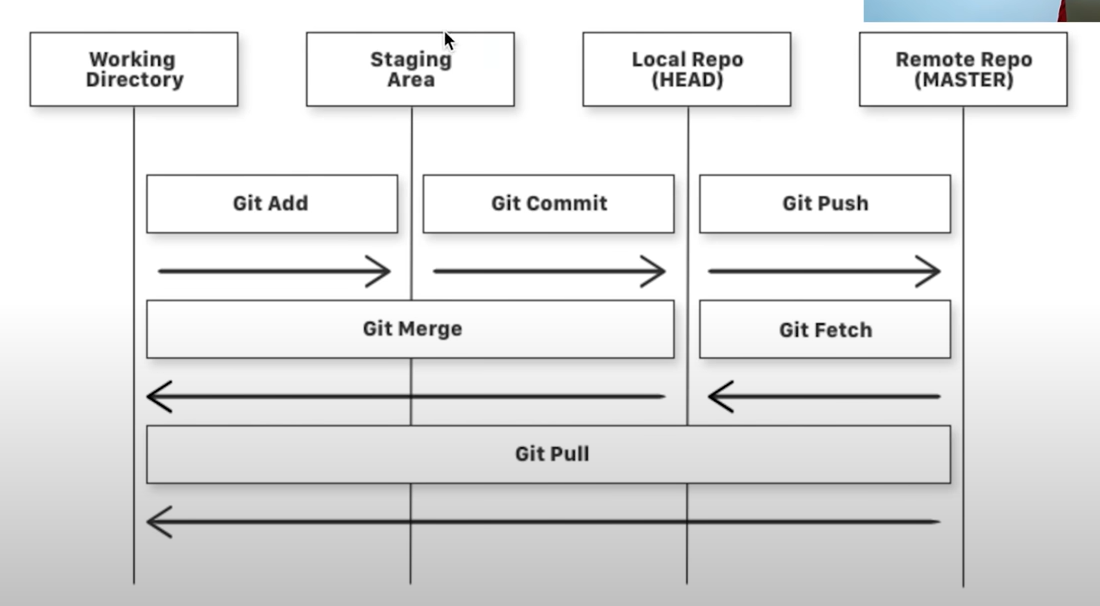 Working
Directory
Staging
Area
Local Repo
(HEAD)
Remote Repo
(MASTER)
Git Add
Git Commit
Git Push
Git Merge
Git Fetch
Git Pull